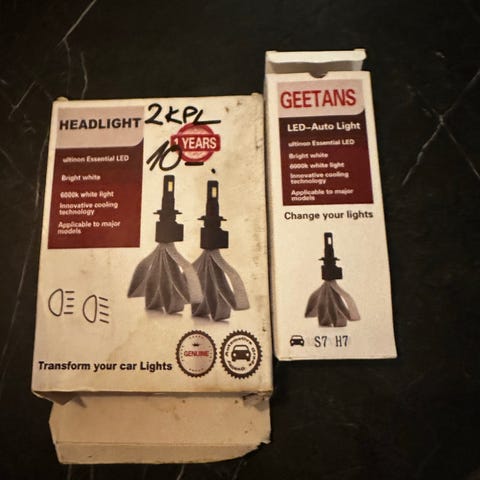 HEADLIGHT
2KPL
YEARS
10-.
ultinon Essential LED
Bright white
6000k white light
Innovative cooling
technology
Applicable to major
models
GENUINE
Transform your car Lights
GEETANS
LED-Auto Light
ultinon Essential LED
Bright white
6000k white light
Innovative cooling
technology
Applicable to major
models
Change your lights
S7 H7